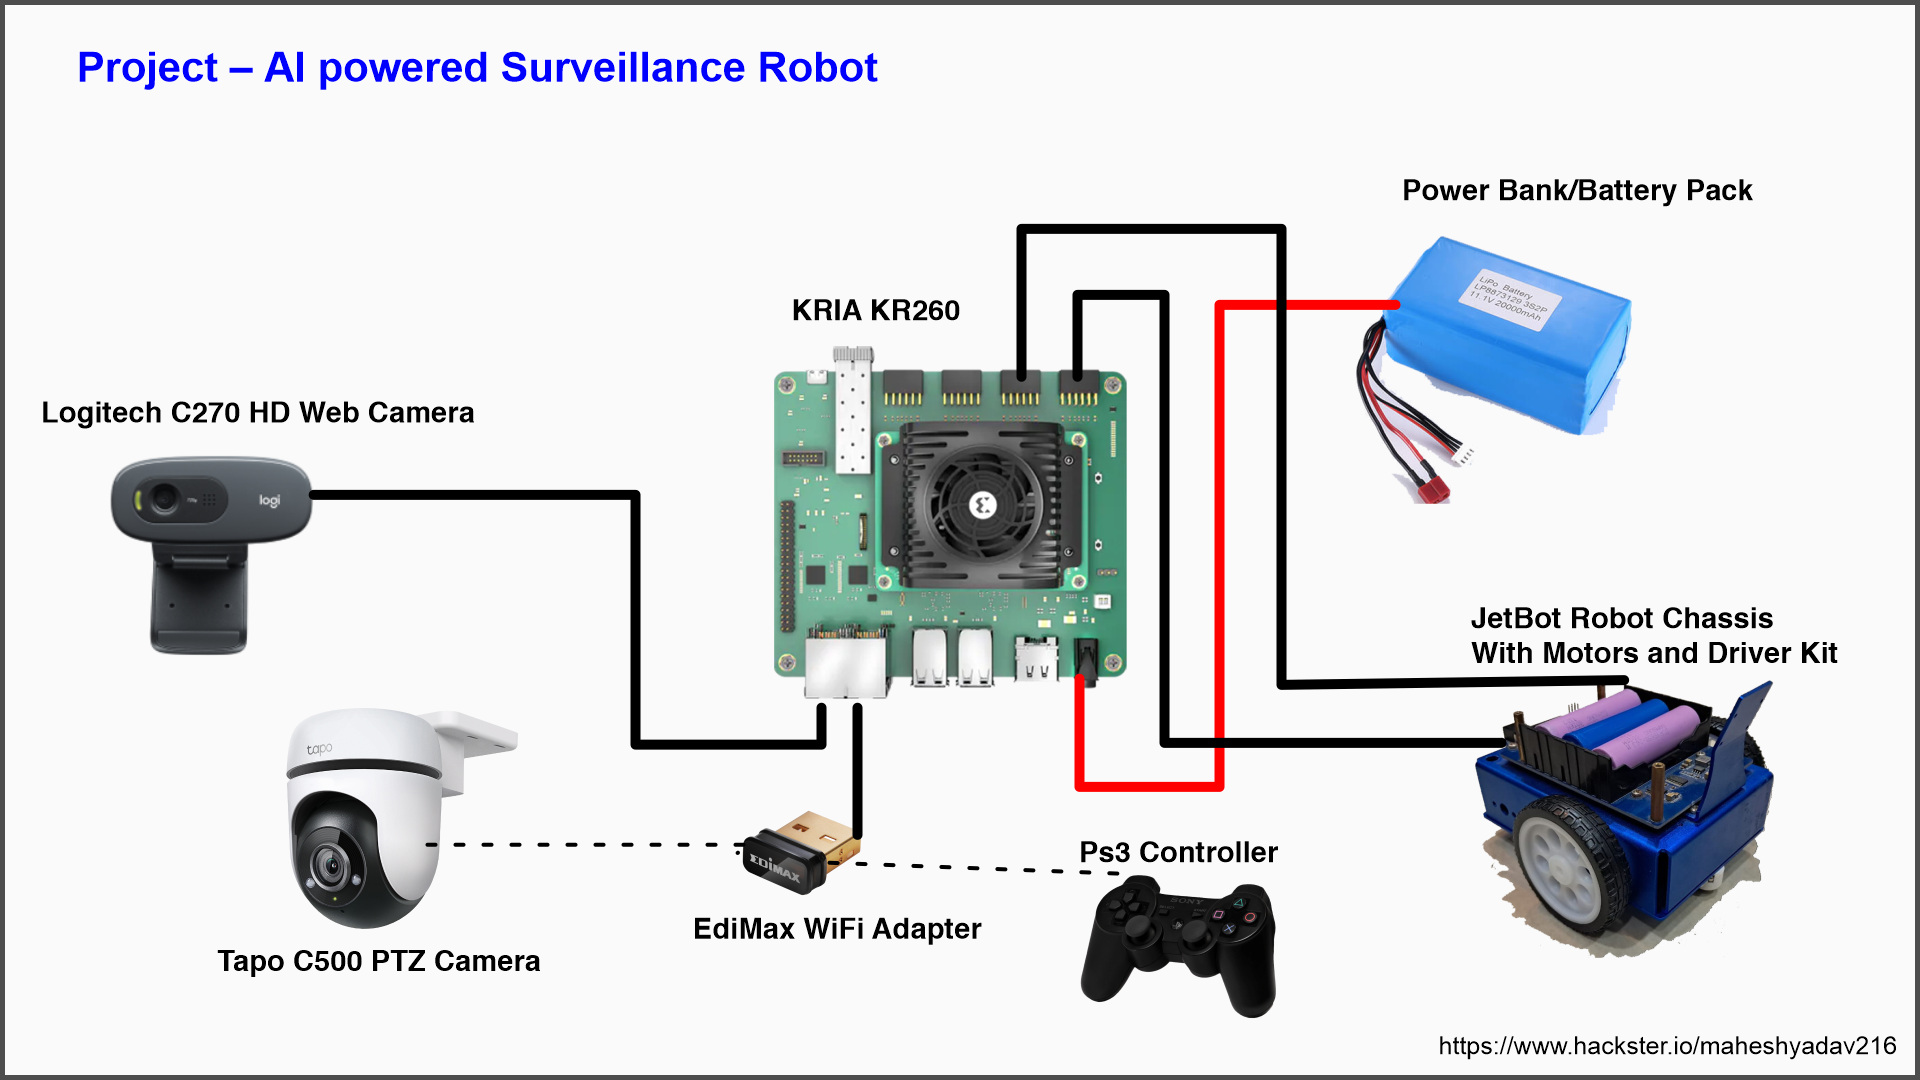 Project – AI powered Surveillance Robot
Power Bank/Battery Pack
LiPo Battery
LP8873129 3S2P
11.1V 20000mAh
KRIA KR260
Logitech C270 HD Web Camera
logi
JetBot Robot Chassis
With Motors and Driver Kit
tapo
EDIMAX
Ps3 Controller
SONY
EdiMax WiFi Adapter
Tapo C500 PTZ Camera
https://www.hackster.io/maheshyadav216